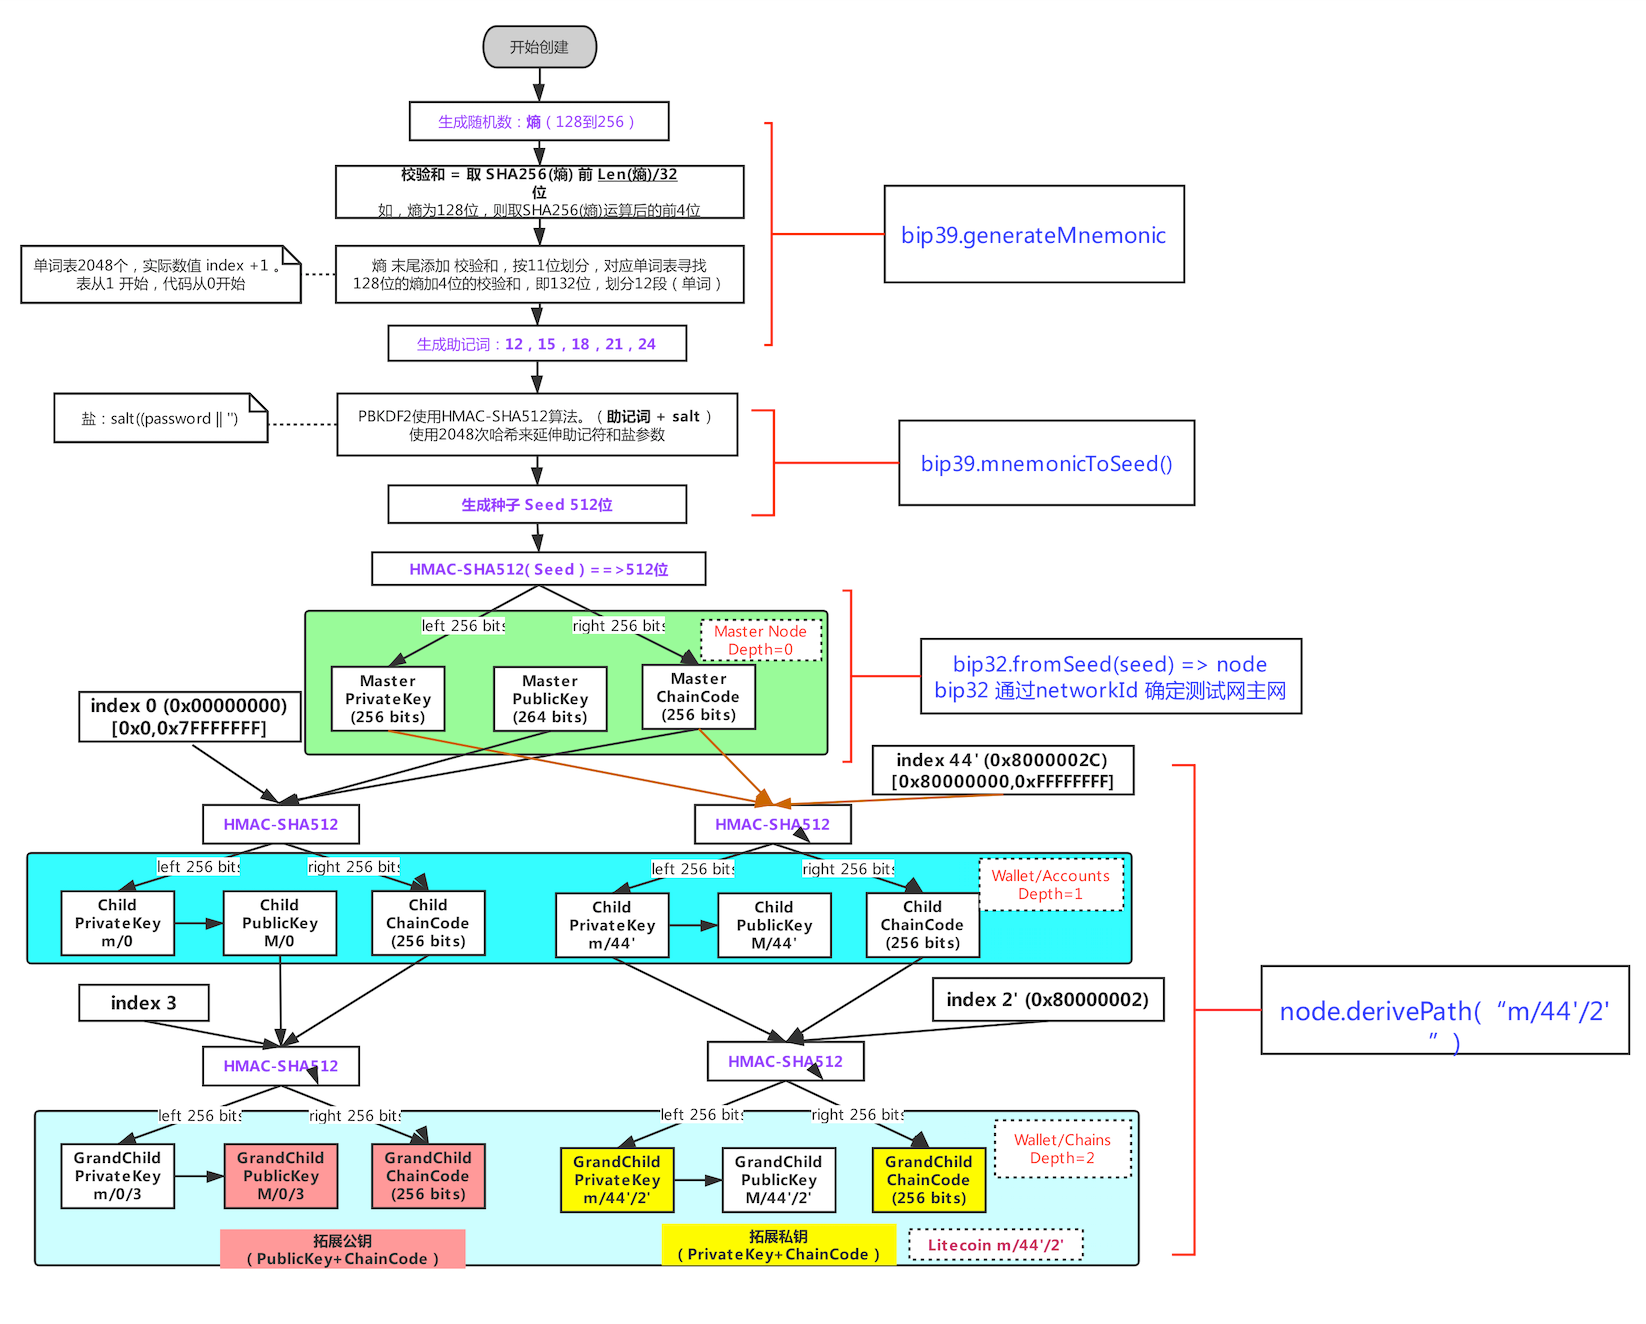 开始创建
生成随机数：熵（128到256）
校验和 = 取 SHA256(熵) 前 Len(熵)/32
位
如，熵为128位，则取SHA256(熵)运算后的前4位
bip39.generateMnemonic
单词表2048个，实际数值 index +1 。
表从1 开始，代码从0开始
熵 末尾添加 校验和，按11位划分，对应单词表寻找
128位的熵加4位的校验和，即132位，划分12段（单词）
生成助记词：12，15，18，21，24
盐：salt((password || '')
PBKDF2使用HMAC-SHA512算法。（助记词 + salt ）
使用2048次哈希来延伸助记符和盐参数
bip39.mnemonicToSeed()
生成种子 Seed 512位
HMAC-SHA512( Seed ) ==>512位
left 256 bits
right 256 bits
Master Node
Depth=0
Master
PrivateKey
(256 bits)
Master
PublicKey
(264 bits)
Master
ChainCode
(256 bits)
bip32.fromSeed(seed) => node
bip32 通过networkId 确定测试网主网
index 0 (0x00000000)
[0x0,0x7FFFFFFF]
index 44' (0x8000002C)
[0x80000000,0xFFFFFFFF]
HMAC-SHA512
HMAC-SHA512
left 256 bits
right 256 bits
left 256 bits
right 256 bits
Wallet/Accounts
Depth=1
Child
PrivateKey
m/0
Child
PublicKey
M/0
Child
ChainCode
(256 bits)
Child
PrivateKey
m/44'
Child
PublicKey
M/44'
Child
ChainCode
(256 bits)
index 3
index 2' (0x80000002)
node.derivePath( “m/44'/2'
” )
HMAC-SHA512
HMAC-SHA512
left 256 bits
right 256 bits
left 256 bits
right 256 bits
Wallet/Chains
Depth=2
GrandChild
PrivateKey
m/0/3
GrandChild
PublicKey
M/0/3
GrandChild
ChainCode
(256 bits)
GrandChild
PrivateKey
m/44'/2'
GrandChild
PublicKey
M/44'/2'
GrandChild
ChainCode
(256 bits)
拓展公钥
（PublicKey+ChainCode ）
拓展私钥
（PrivateKey+ChainCode ）
Litecoin m/44'/2'